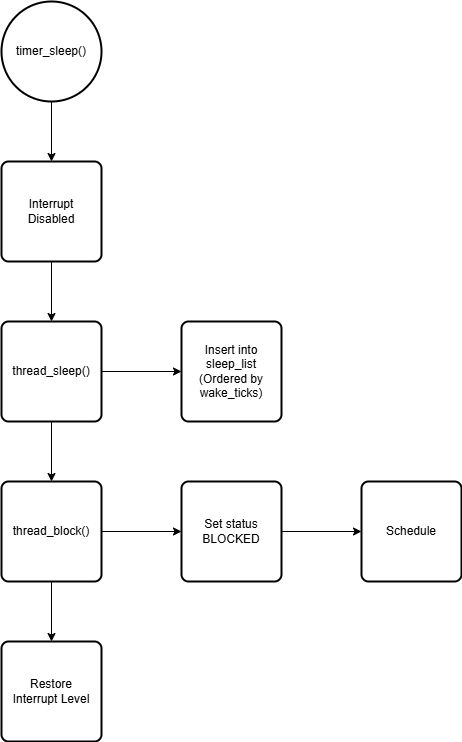 timer_sleep()
Interrupt
Disabled
thread_sleep()
Insert into
sleep_list
(Ordered by
wake_ticks)
thread_block()
Set status
BLOCKED
Schedule
Restore
Interrupt Level